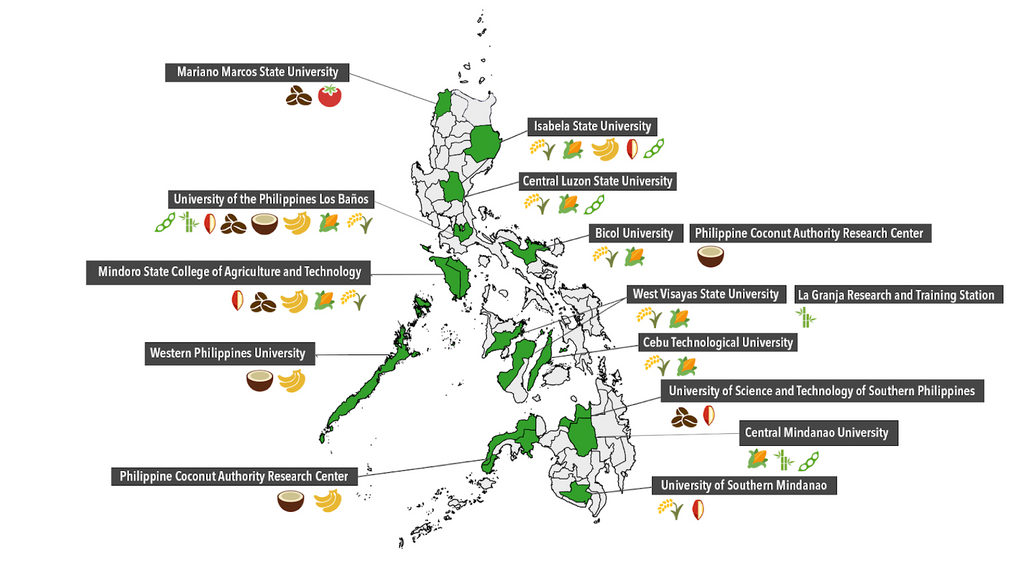 Mariano Marcos State University
Isabela State University
Central Luzon State University
University of the Philippines Los Baños
Bicol University
Philippine Coconut Authority Research Center
Mindoro State College of Agriculture and Technology
West Visayas State University
La Granja Research and Training Station
Cebu Technological University
Western Philippines University
University of Science and Technology of Southern Philippines
Central Mindanao University
Philippine Coconut Authority Research Center
University of Southern Mindanao